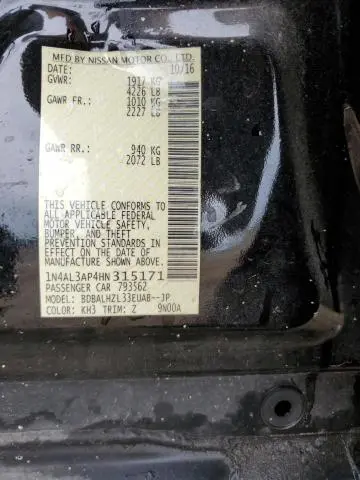 MFD BY NISSAN MOTOR CO., LTD.
10/16
GVWR: 1917 KG
4226 LB
GAWR FR.: 1010 KG
2227 LB
GAWR RR.: 940 KG
2072 LB
THIS VEHICLE CONFORMS TO
ALL APPLICABLE FEDERAL
MOTOR VEHICLE SAFETY,
BUMPER, AND THEFT
PREVENTION STANDARDS IN
EFFECT ON THE DATE OF
MANUFACTURE SHOWN ABOVE.
1N4AL3AP4HN315171
PASSENGER CAR 793562
MODEL: BDBALHZL33EUAB--JP
COLOR: KH3 TRIM: Z 9N00A